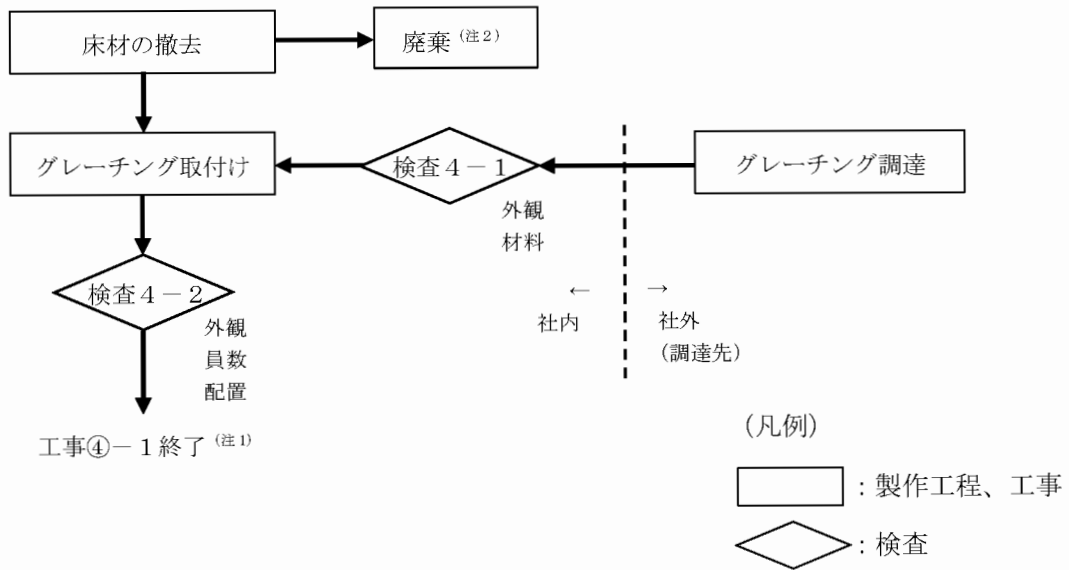 床材の撤去
廃棄(注2)
グレーチング取付け
検査4-1
グレーチング調達
外観
材料
検査4-2
外観
員数
配置
←
社内
→
社外
(調達先)
工事④-1終了(注1)
(凡例)
:製作工程、工事
:検査